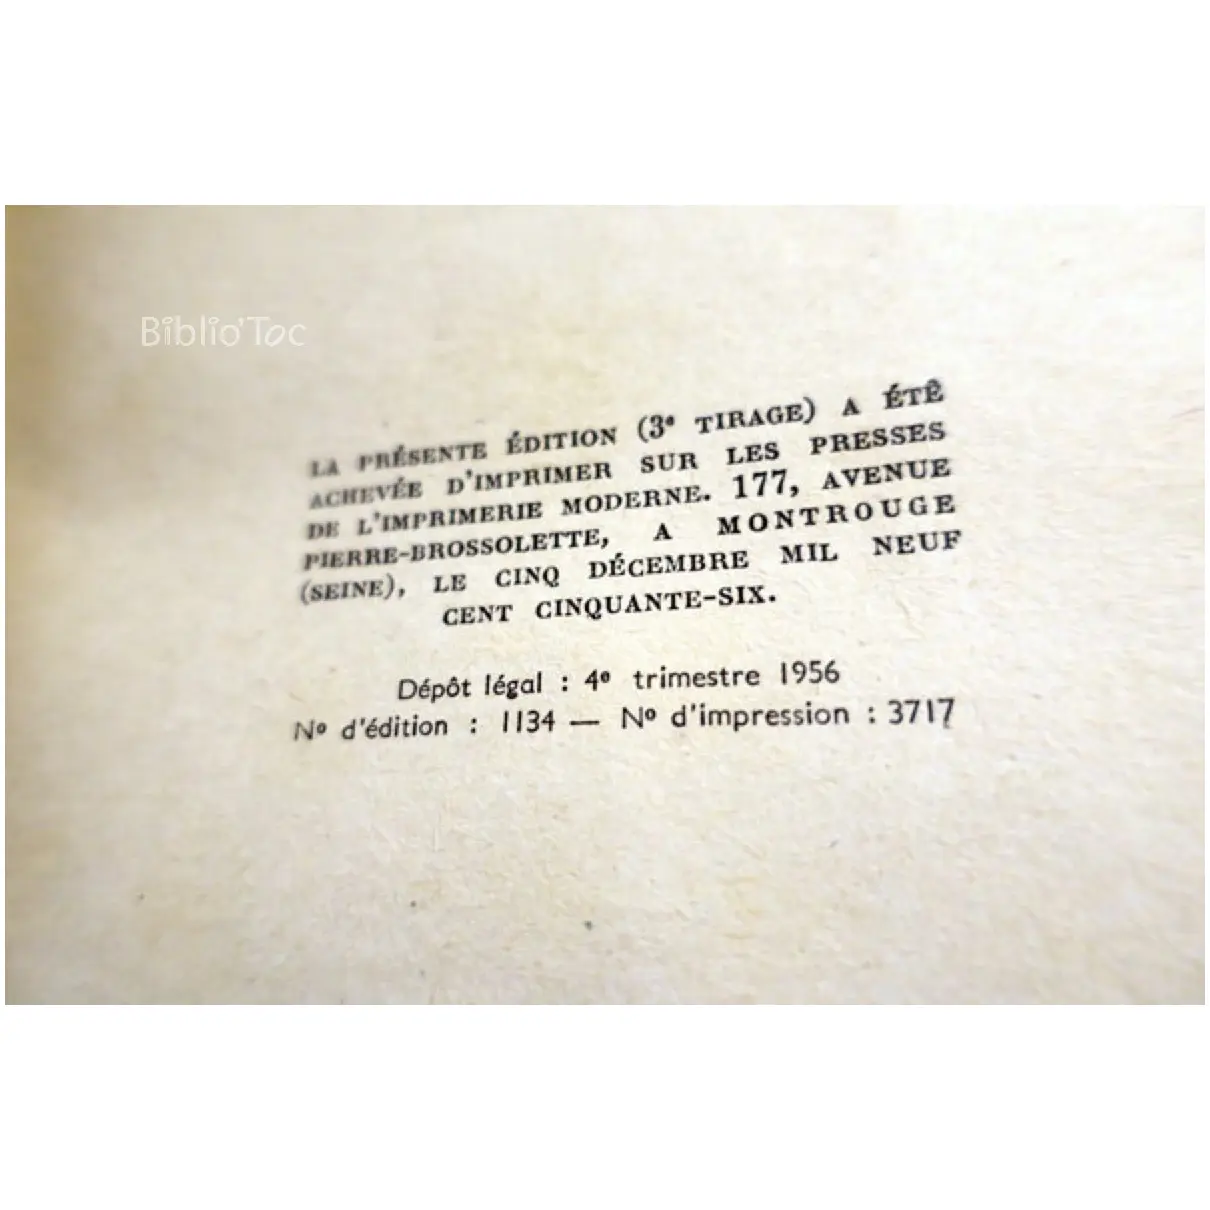 Biblio'Toc
LA PRÉSENTE ÉDITION (3e TIRAGE) A ÉTÊ
ACHEVÉE D'IMPRIMER SUR LES PRESSES
DE L'IMPRIMERIE MODERNE. 177, AVENUE
PIERRE-BROSSOLETTE, A MONTROUGE
(SEINE), LE CINQ DÉCEMBRE MIL NEUF
CENT CINQUANTE-SIX.
Dépôt légal : 4e trimestre 1956
Nº d'édition : 1134 — Nº d'impression : 3717